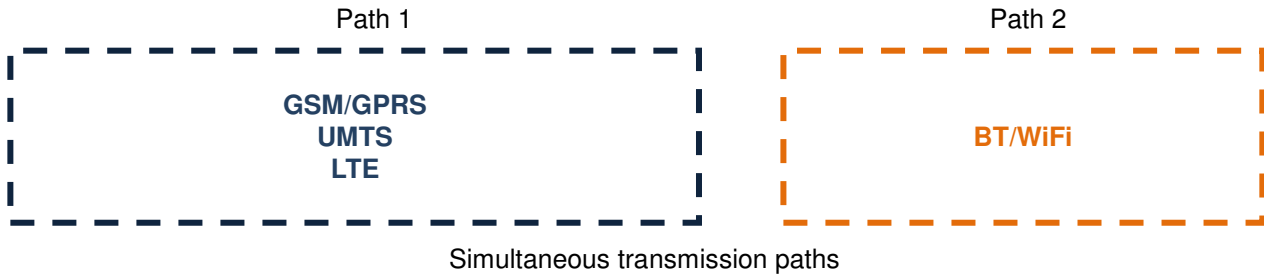 Path 1
Path 2
GSM/GPRS
UMTS
LTE
BT/WiFi
Simultaneous transmission paths